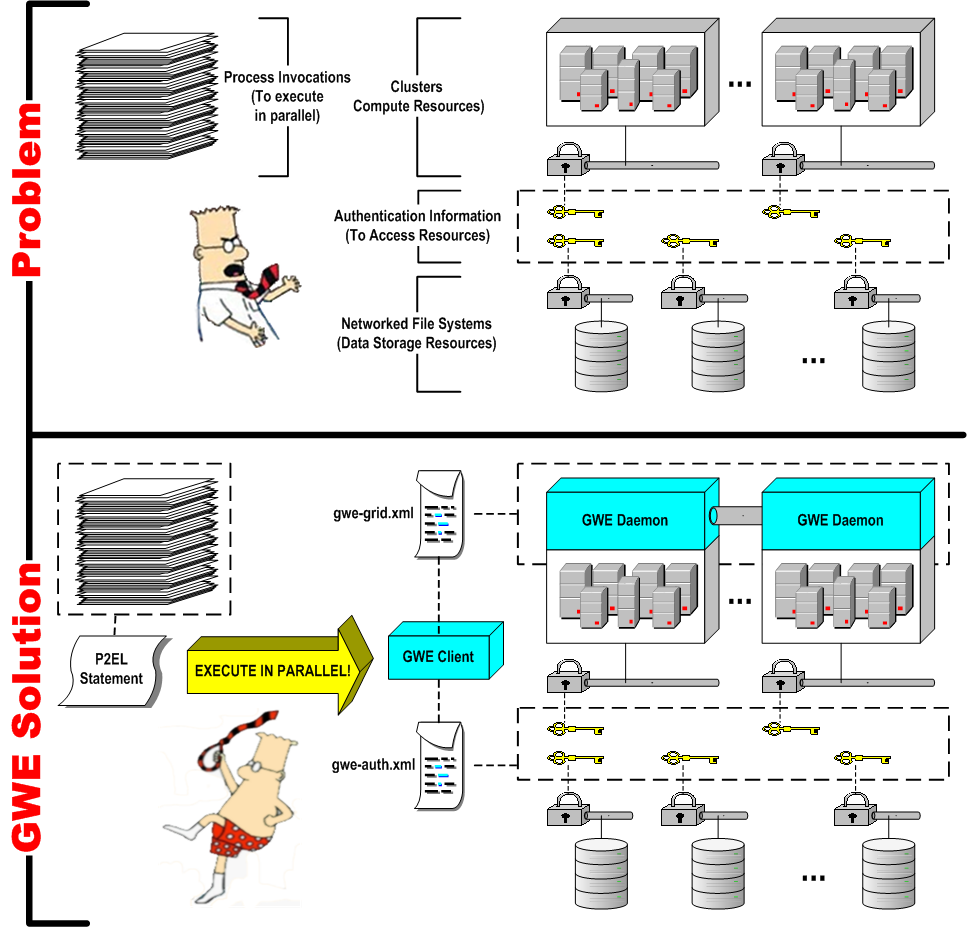 Problem
Process Invocations
(To execute
in parallel)
Clusters
Compute Resources)
...
Authentication Information
(To Access Resources)
Networked File Systems
(Data Storage Resources)
...
GWE Solution
gwe-grid.xml
GWE Daemon
GWE Daemon
...
P2EL
Statement
EXECUTE IN PARALLEL!
GWE Client
gwe-auth.xml
...